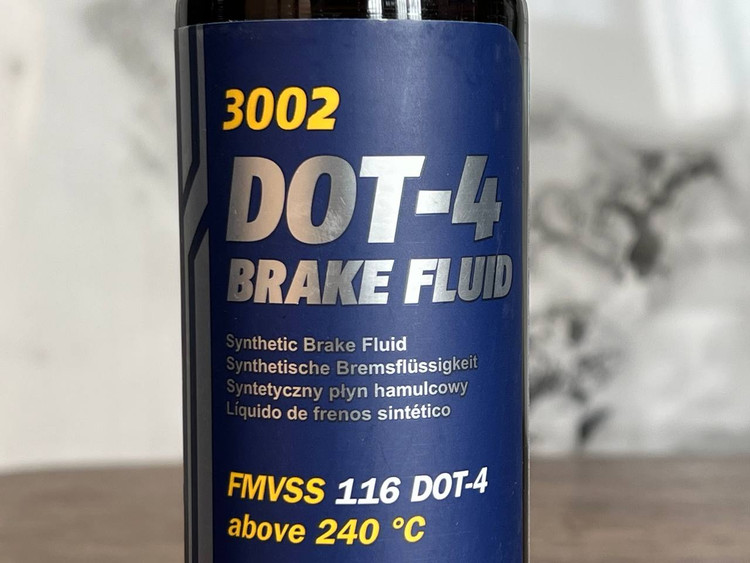 3002
DOT-4
BRAKE FLUID
Synthetic Brake Fluid
Synthetische Bremsflüssigkeit
Syntetyczny płyn hamulcowy
Líquido de frenos sintético
FMVSS 116 DOT-4
above 240 °C